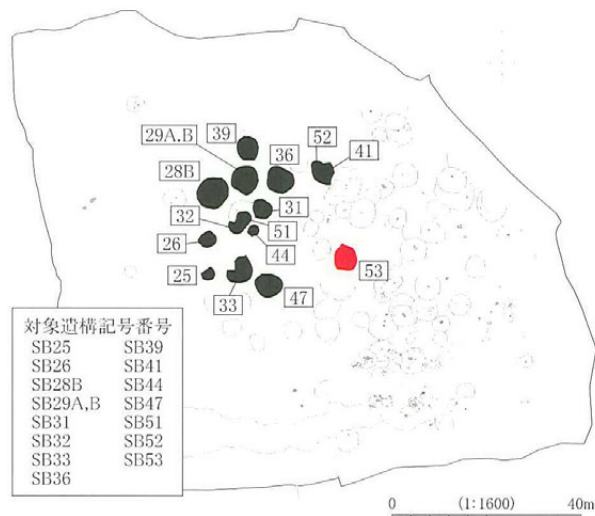 39
52
29A.B
36
41
28B
31
32
51
26
44
53
25
33
47
対象遺構記号番号
SB25 SB39
SB26 SB41
SB28B SB44
SB29A,B SB47
SB31 SB51
SB32 SB52
SB33 SB53
SB36
0 (1:1600) 40m